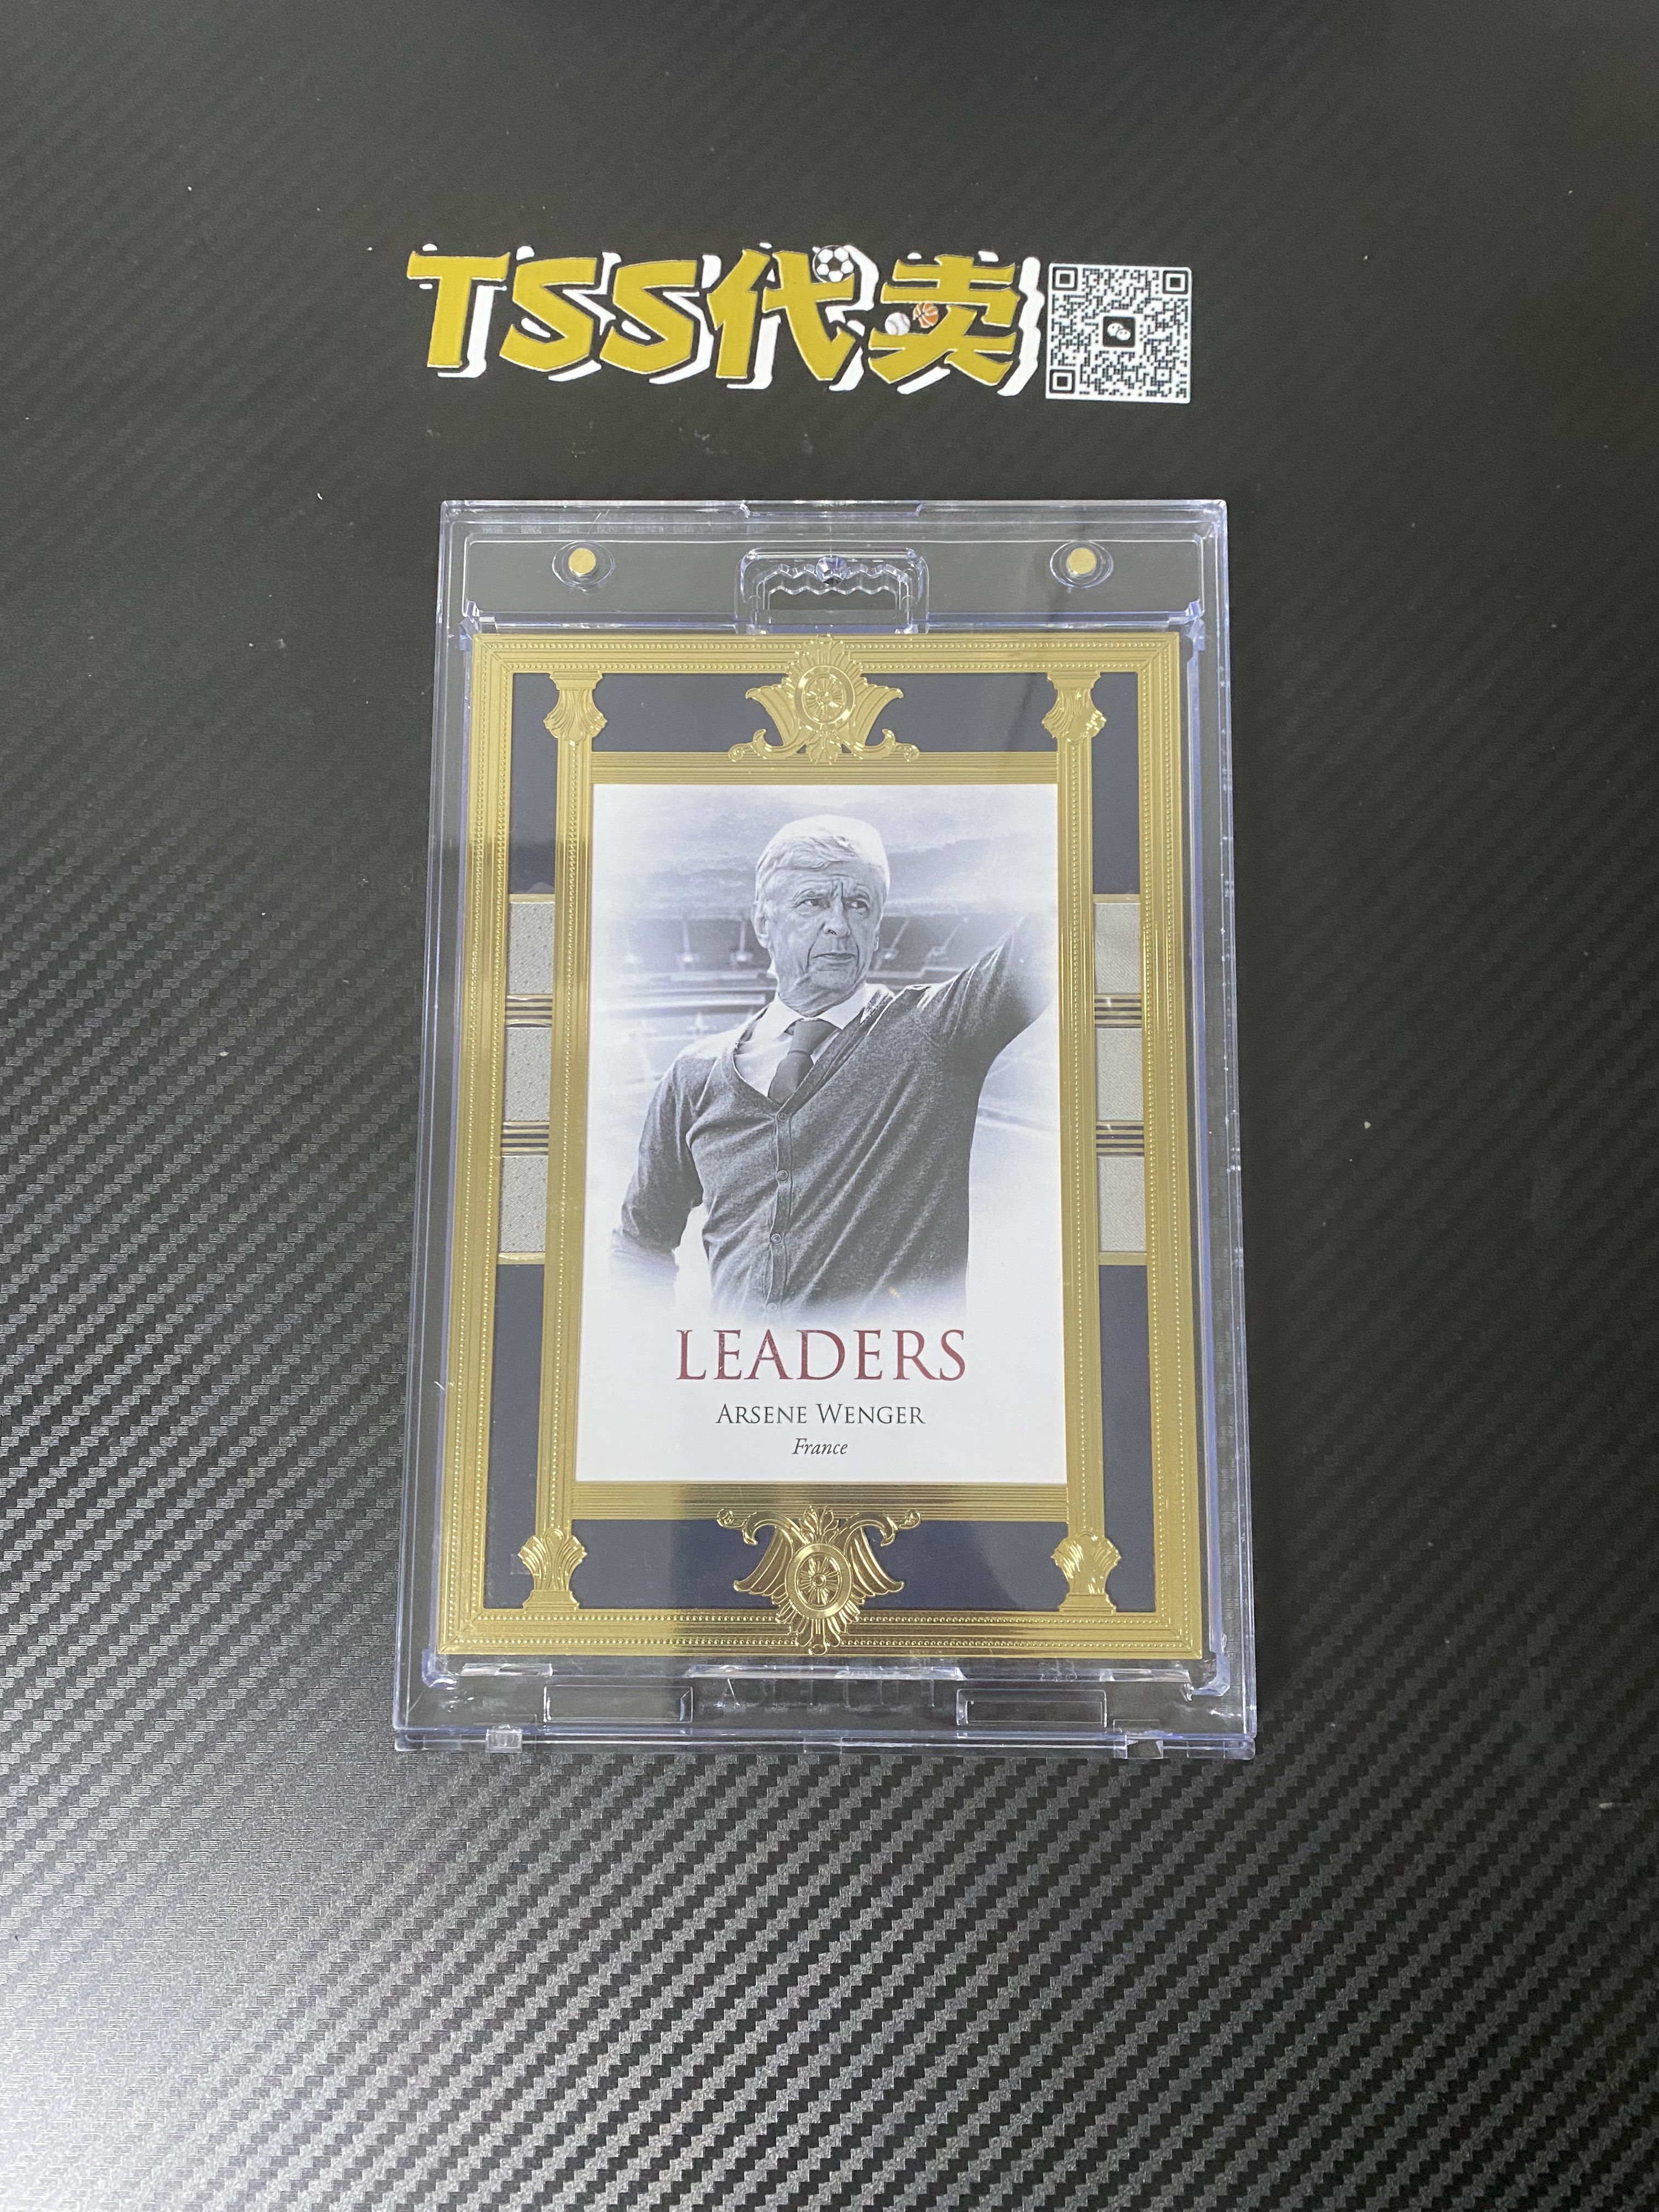 TSS代卖
LEADERS
ARSENE WENGER
France